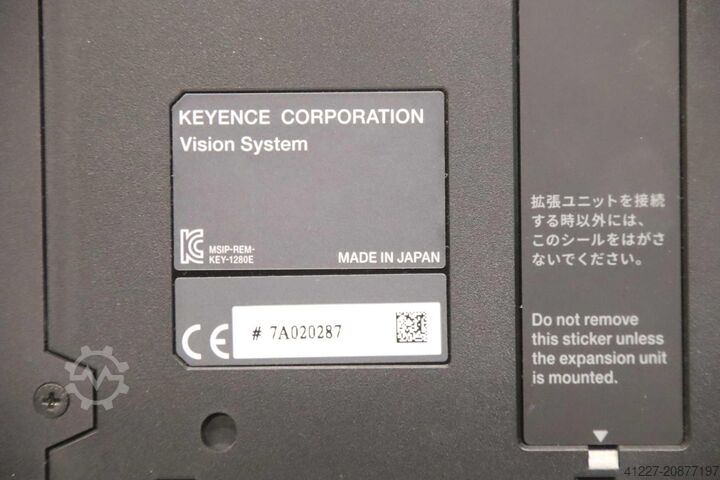 KEYENCE CORPORATION
Vision System
MSIP-REM-
KEY-1280E
MADE IN JAPAN
CE
# 7A020287
拡張ユニットを接続
する時以外には、
このシールをはがさ
ないでください。
Do not remove
this sticker unless
the expansion unit
is mounted.
41227-20877197